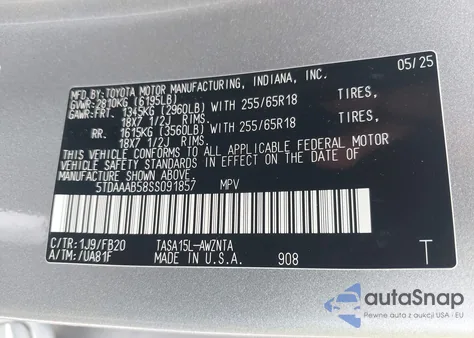 MFD.BY:TOYOTA MOTOR MANUFACTURING, INDIANA, INC. 05/25
GVWR: 2810KG (6195LB)
GAWR:FRT. 1345KG (2960LB) WITH 255/65R18 TIRES,
18X7 1/2J RIMS.
RR. 1615KG (3560LB) WITH 255/65R18 TIRES,
18X7 1/2J RIMS.
THIS VEHICLE CONFORMS TO ALL APPLICABLE FEDERAL MOTOR
VEHICLE SAFETY STANDARDS IN EFFECT ON THE DATE OF
MANUFACTURE SHOWN ABOVE.
5TDAAAB58SS091857 MPV
C/TR:1J9/FB20 TASA15L-AWZNTA
A/TM:/UA81F MADE IN U.S.A. 908 T
autoSnap
Pewne auta z aukcji USA i EU